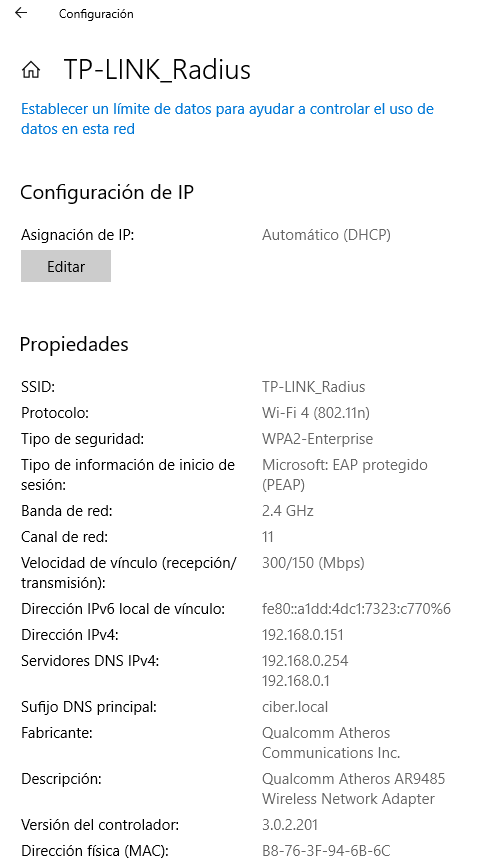 Configuración
TP-LINK_Radius
Establecer un límite de datos para ayudar a controlar el uso de
datos en esta red
Configuración de IP
Asignación de IP: Automático (DHCP)
Editar
Propiedades
SSID: TP-LINK_Radius
Protocolo: Wi-Fi 4 (802.11n)
Tipo de seguridad: WPA2-Enterprise
Tipo de información de inicio de Microsoft: EAP protegido
sesión: (PEAP)
Banda de red: 2.4 GHz
Canal de red: 11
Velocidad de vínculo (recepción/ 300/150 (Mbps)
transmisión):
Dirección IPv6 local de vínculo: fe80::a1dd:4dc1:7323:c770%6
Dirección IPv4: 192.168.0.151
Servidores DNS IPv4: 192.168.0.254
192.168.0.1
Sufijo DNS principal: ciber.local
Fabricante: Qualcomm Atheros
Communications Inc.
Descripción: Qualcomm Atheros AR9485
Wireless Network Adapter
Versión del controlador: 3.0.2.201
Dirección física (MAC): B8-76-3F-94-6B-6C